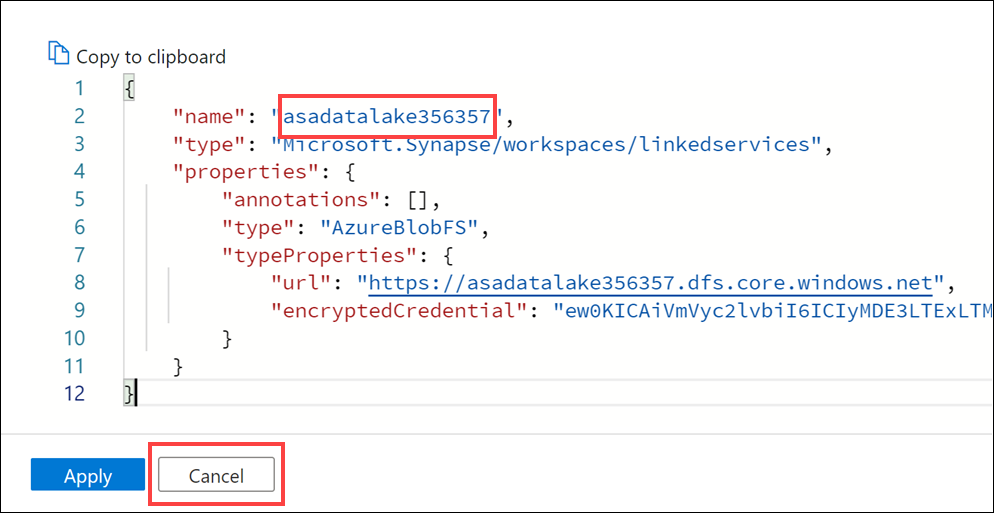 Copy to clipboard
1 {
2 "name": "asadatalake356357",
3 "type": "Microsoft.Synapse/workspaces/linkedservices",
4 "properties": {
5 "annotations": [],
6 "type": "AzureBlobFS",
7 "typeProperties": {
8 "url": "https://asadatalake356357.dfs.core.windows.net",
9 "encryptedCredential": "ew0KICAiVmVyc2lvbiI6ICIyMDE3LTExLTM
10 }
11 }
12 }
Apply Cancel